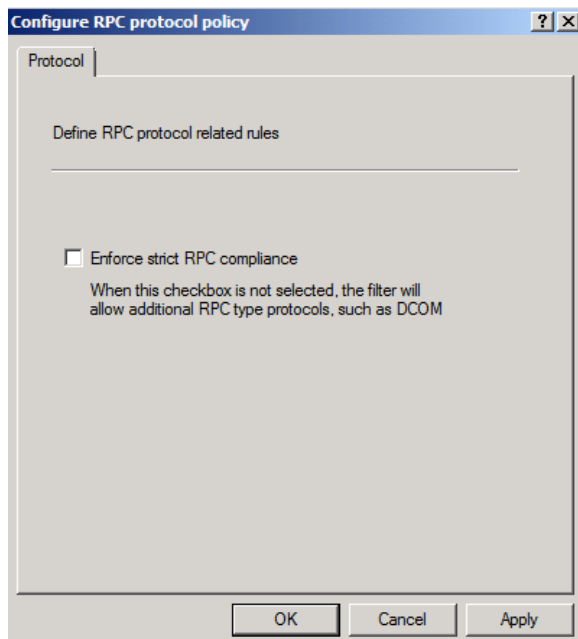 Configure RPC protocol policy
Protocol
Define RPC protocol related rules
Enforce strict RPC compliance
When this checkbox is not selected, the filter will
allow additional RPC type protocols, such as DCOM
OK Cancel Apply